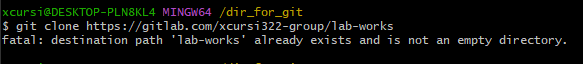 xcursi@DESKTOP-PLN8KL4 MINGW64 /dir_for_git
$ git clone https://gitlab.com/xcursi322-group/lab-works
fatal: destination path 'lab-works' already exists and is not an empty directory.